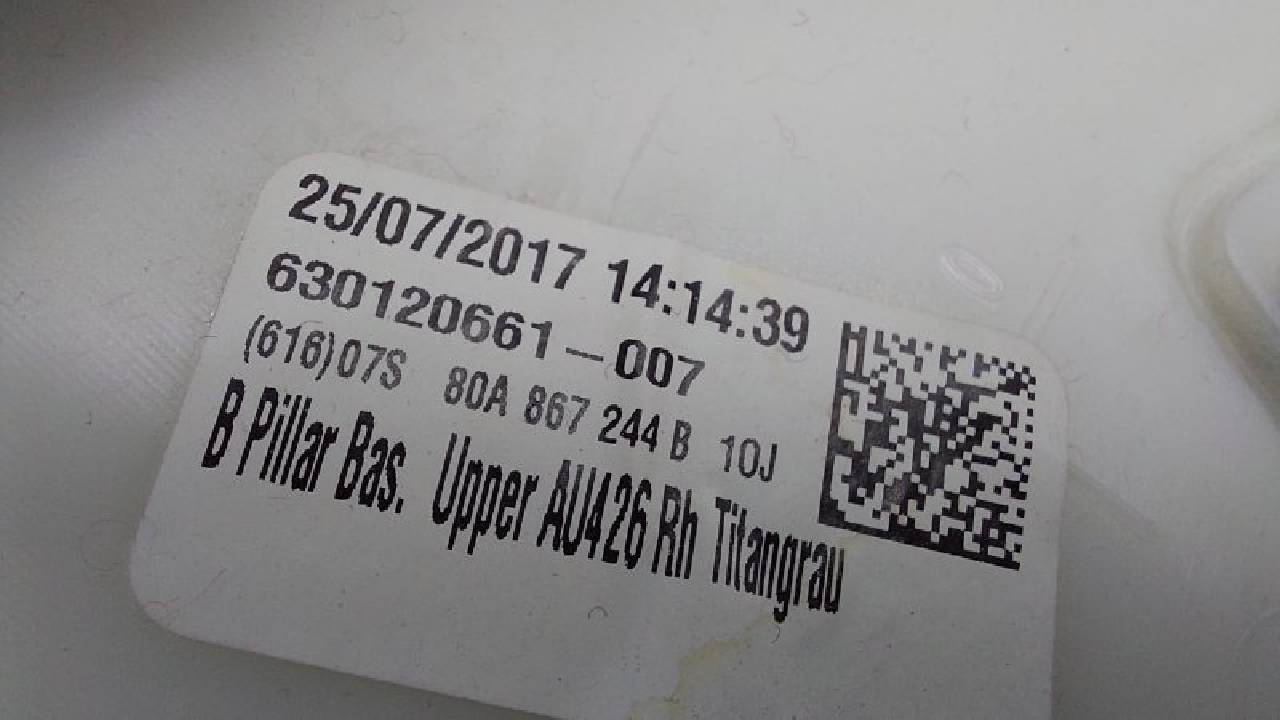 25/07/2017 14:14:39
630120661-007
(616)07S 80A 867 244 B 10J
B Pillar Bas. Upper AU426 Rh Titangrau